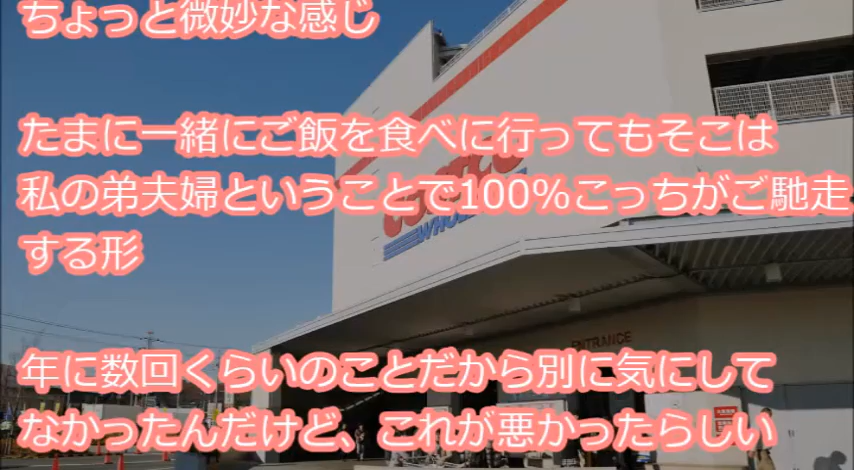 ちょっと微妙な感じ
たまに一緒にご飯を食べに行ってもそこは
私の弟夫婦ということで100%こっちがご馳走
する形
WHOLE
ENTRANCE
年に数回くらいのことだから別に気にして
なかったんだけど、これが悪かったらしい